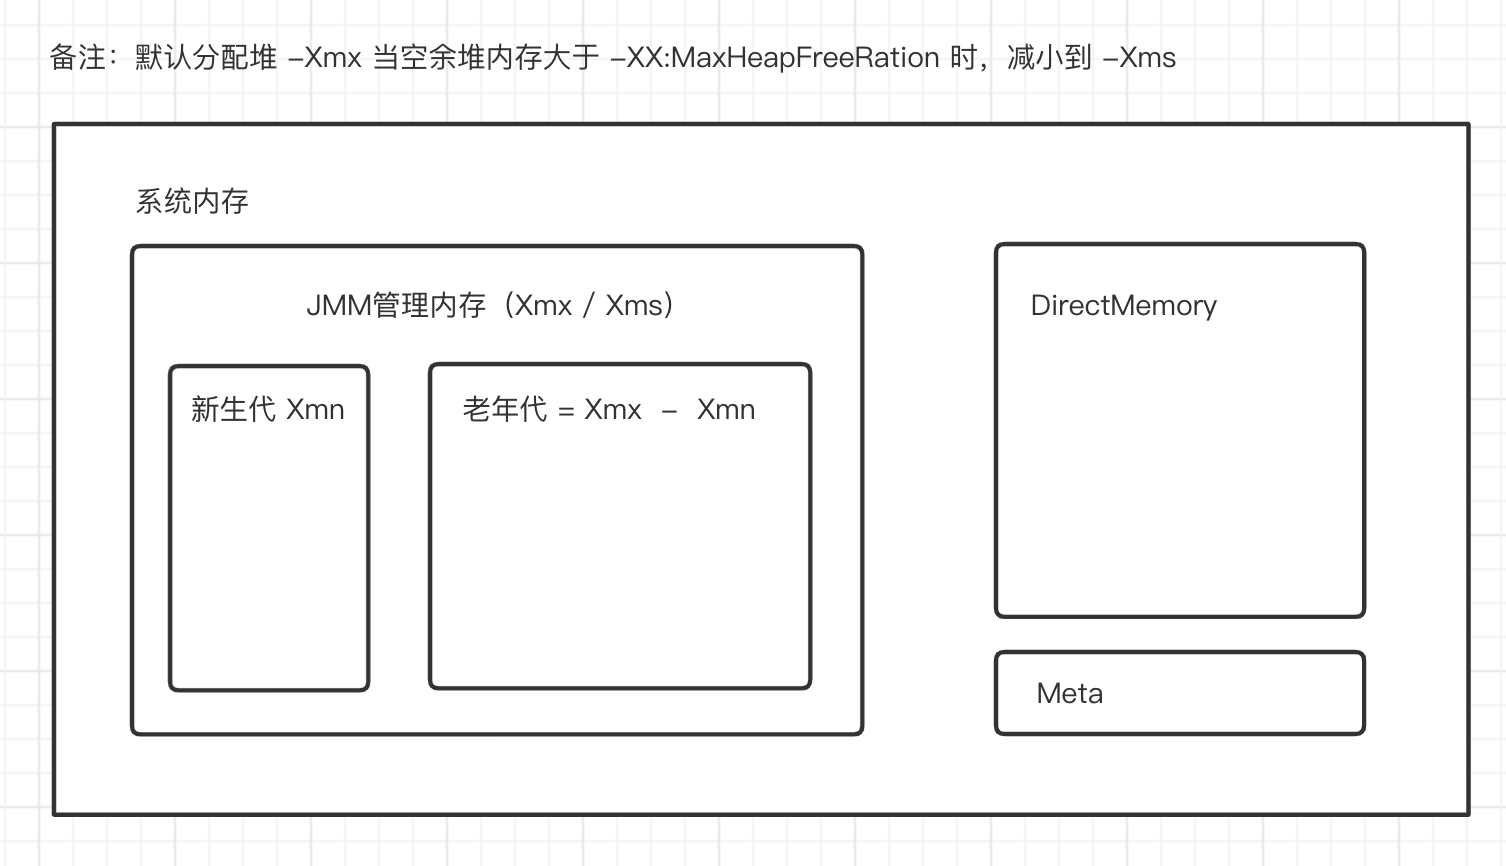 备注：默认分配堆 –Xmx 当空余堆内存大于 –XX:MaxHeapFreeRation 时，减小到 –Xms
系统内存
JMM管理内存（Xmx / Xms）
DirectMemory
新生代 Xmn
老年代 = Xmx – Xmn
Meta